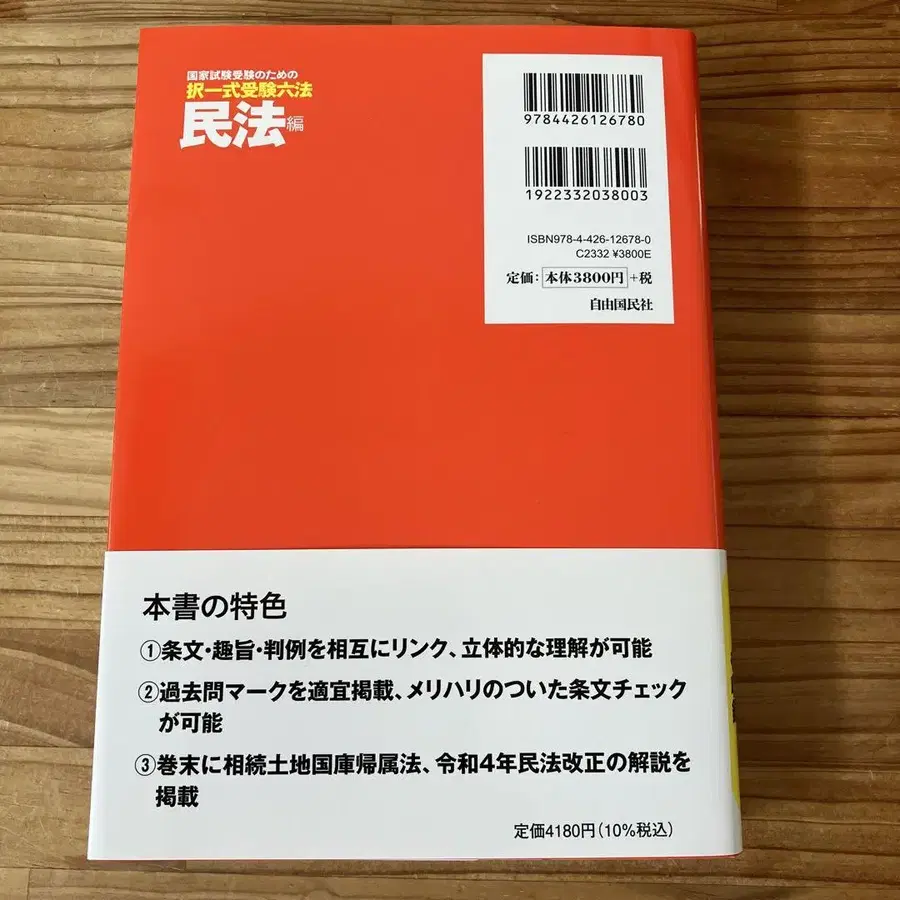 国家試験受験のための
択一式受験六法
民法編
9784426126780
1922332038003
ISBN978-4-426-12678-0
C2332 ¥3800E
定価：本体3800円＋税
自由国民社
本書の特色
①条文・趣旨・判例を相互にリンク、立体的な理解が可能
②過去問マークを適宜掲載、メリハリのついた条文チェック
が可能
③巻末に相続土地国庫帰属法、令和4年民法改正の解説を
掲載
定価4180円（10％税込）